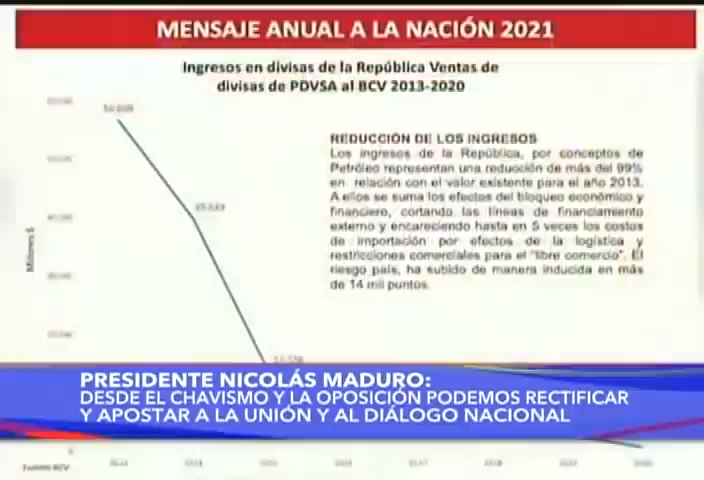 MENSAJE ANUAL A LA NACIÓN 2021
Ingresos en divisas de la República Ventas de
divisas de PDVSA al BCV 2013-2020
REDUCCIÓN DE LOS INGRESOS
Los ingresos de la República, por conceptos de
Petróleo representan una reducción de más del 99%
en relación con el valor existente para el año 2013.
A ellos se suma los efectos del bloqueo económico y
financiero, cortando las líneas de financiamiento
externo y encareciendo hasta en 5 veces los costos
de importación por efectos de la logística y
restricciones comerciales para el "libre comercio". El
riesgo país, ha subido de manera inducida en más
de 14 mil puntos.
Millones $
PRESIDENTE NICOLÁS MADURO:
DESDE EL CHAVISMO Y LA OPOSICIÓN PODEMOS RECTIFICAR
Y APOSTAR A LA UNIÓN Y AL DIÁLOGO NACIONAL
Fuente: BCV